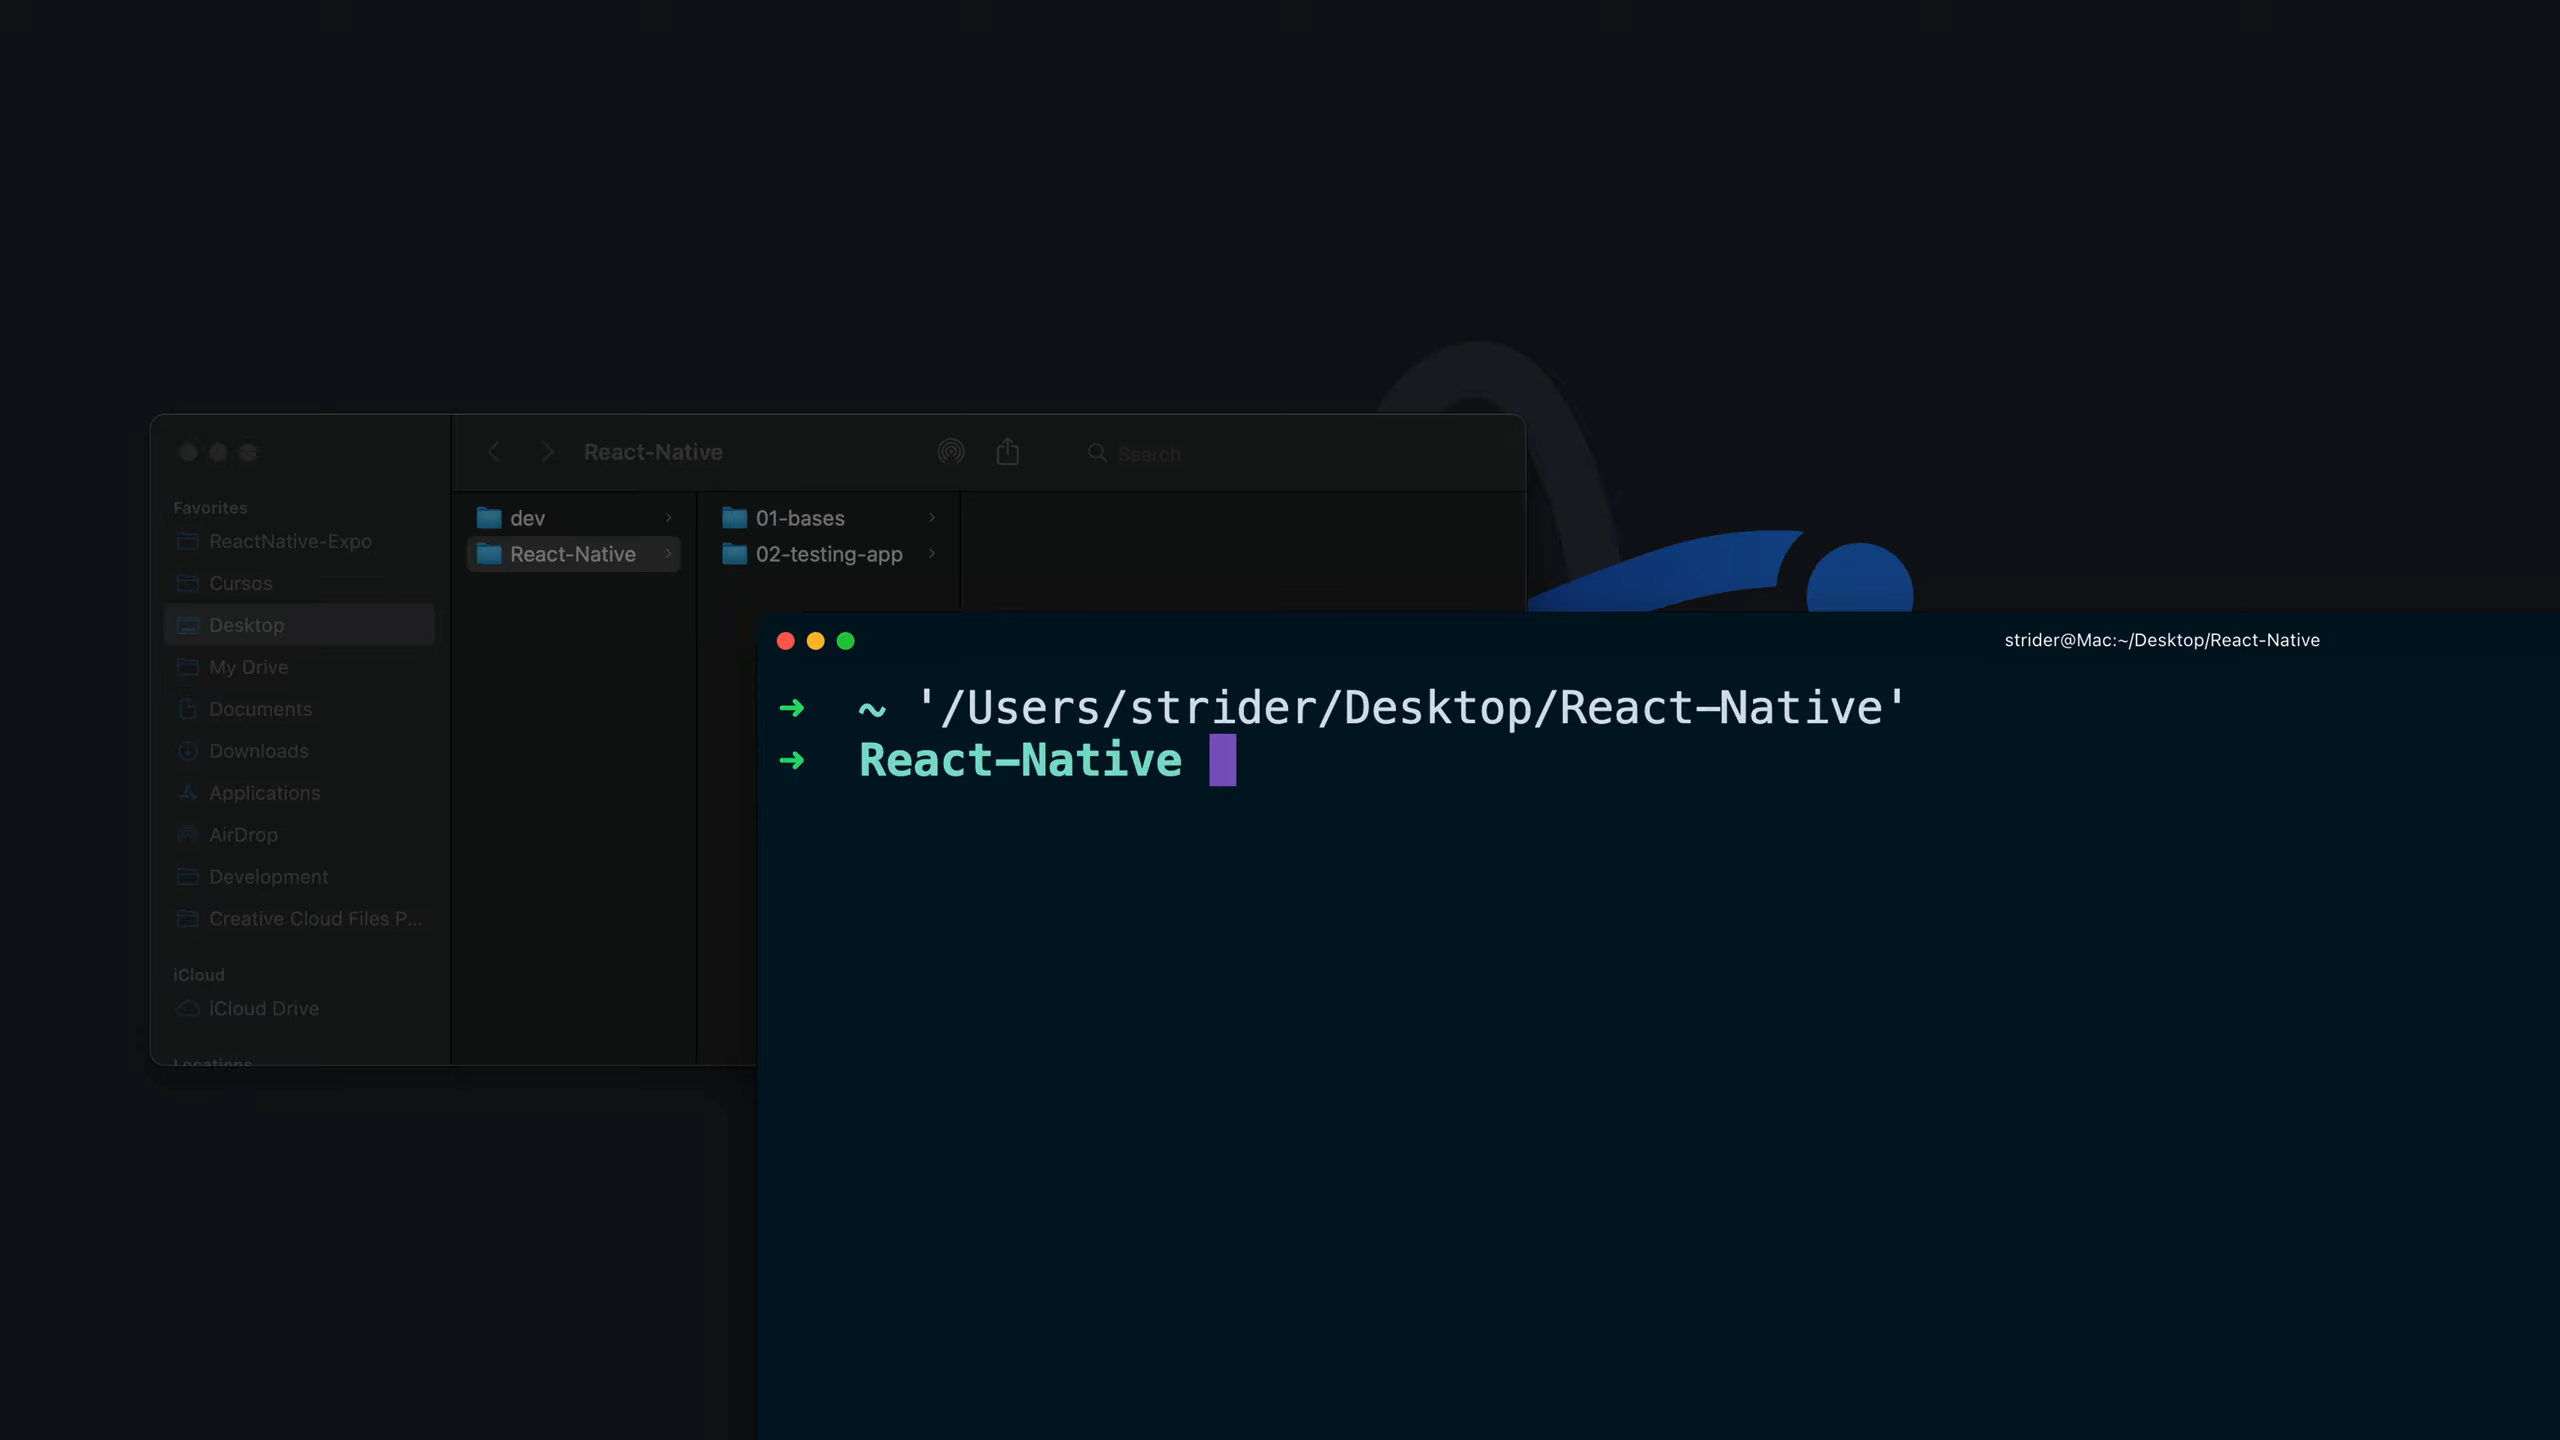 React-Native
Search
Favorites
ReactNative-Expo
Cursos
Desktop
My Drive
Documents
Downloads
Applications
AirDrop
Development
Creative Cloud Files P...
iCloud
iCloud Drive
Locations
dev
React-Native
01-bases
02-testing-app
strider@Mac:~/Desktop/React-Native
➜ ~ '/Users/strider/Desktop/React-Native'
➜ React-Native